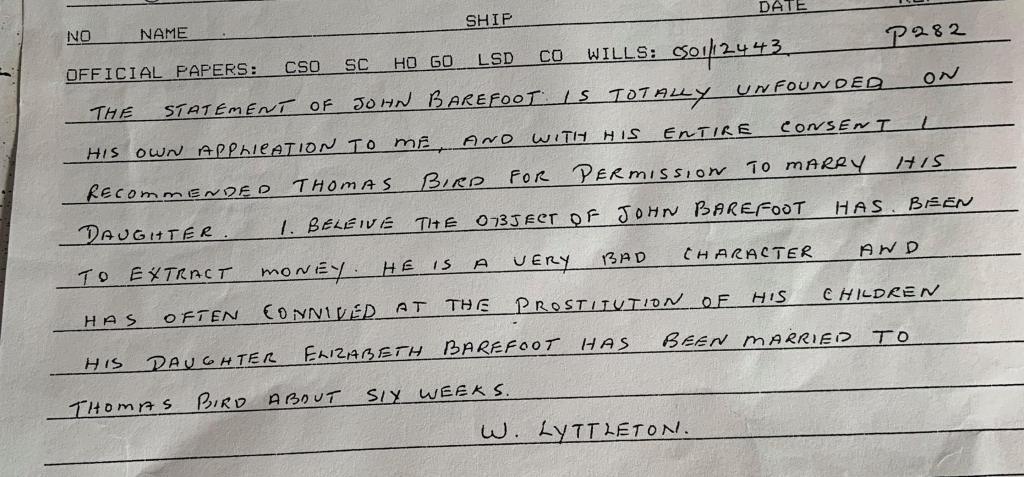 NO NAME SHIP DATE
OFFICIAL PAPERS: CSO SC HO GO LSD CO WILLS: CSO1/12443 P282
THE STATEMENT OF JOHN BAREFOOT IS TOTALLY UNFOUNDED ON
HIS OWN APPLICATION TO ME, AND WITH HIS ENTIRE CONSENT I
RECOMMENDED THOMAS BIRD FOR PERMISSION TO MARRY HIS
DAUGHTER. I. BELEIVE THE OBJECT OF JOHN BAREFOOT HAS. BEEN
TO EXTRACT MONEY. HE IS A VERY BAD CHARACTER AND
HAS OFTEN CONNIVED AT THE PROSTITUTION OF HIS CHILDREN
HIS DAUGHTER ELIZABETH BAREFOOT HAS BEEN MARRIED TO
THOMAS BIRD ABOUT SIX WEEKS.
W. LYTTLETON.